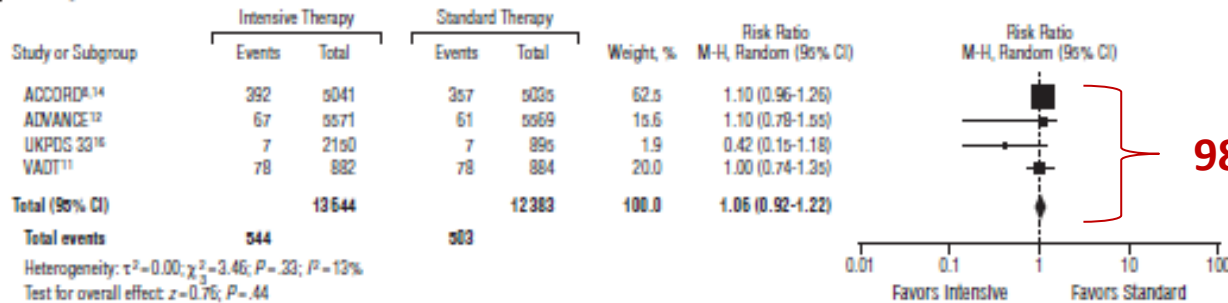 Intensive Therapy Standard Therapy Risk Ratio Risk Ratio
Study or Subgroup Events Total Events Total Weight, % M-H, Random (95% CI) M-H, Random (95% CI)
ACCORD⁸,¹⁴ 392 5041 357 5035 62.5 1.10 (0.96-1.26)
ADVANCE¹² 67 5571 61 5569 15.6 1.10 (0.78-1.55)
UKPDS 33¹⁶ 7 2150 7 895 1.9 0.42 (0.15-1.18)
VADT¹¹ 78 882 78 884 20.0 1.00 (0.74-1.35)
98
Total (95% CI) 13644 12383 100.0 1.06 (0.92-1.22)
Total events 544 503
Heterogeneity: τ²=0.00; χ²₃=3.46; P=.33; I²=13%
Test for overall effect: z=0.76; P=.44
0.01 0.1 1 10 100
Favors Intensive Favors Standard